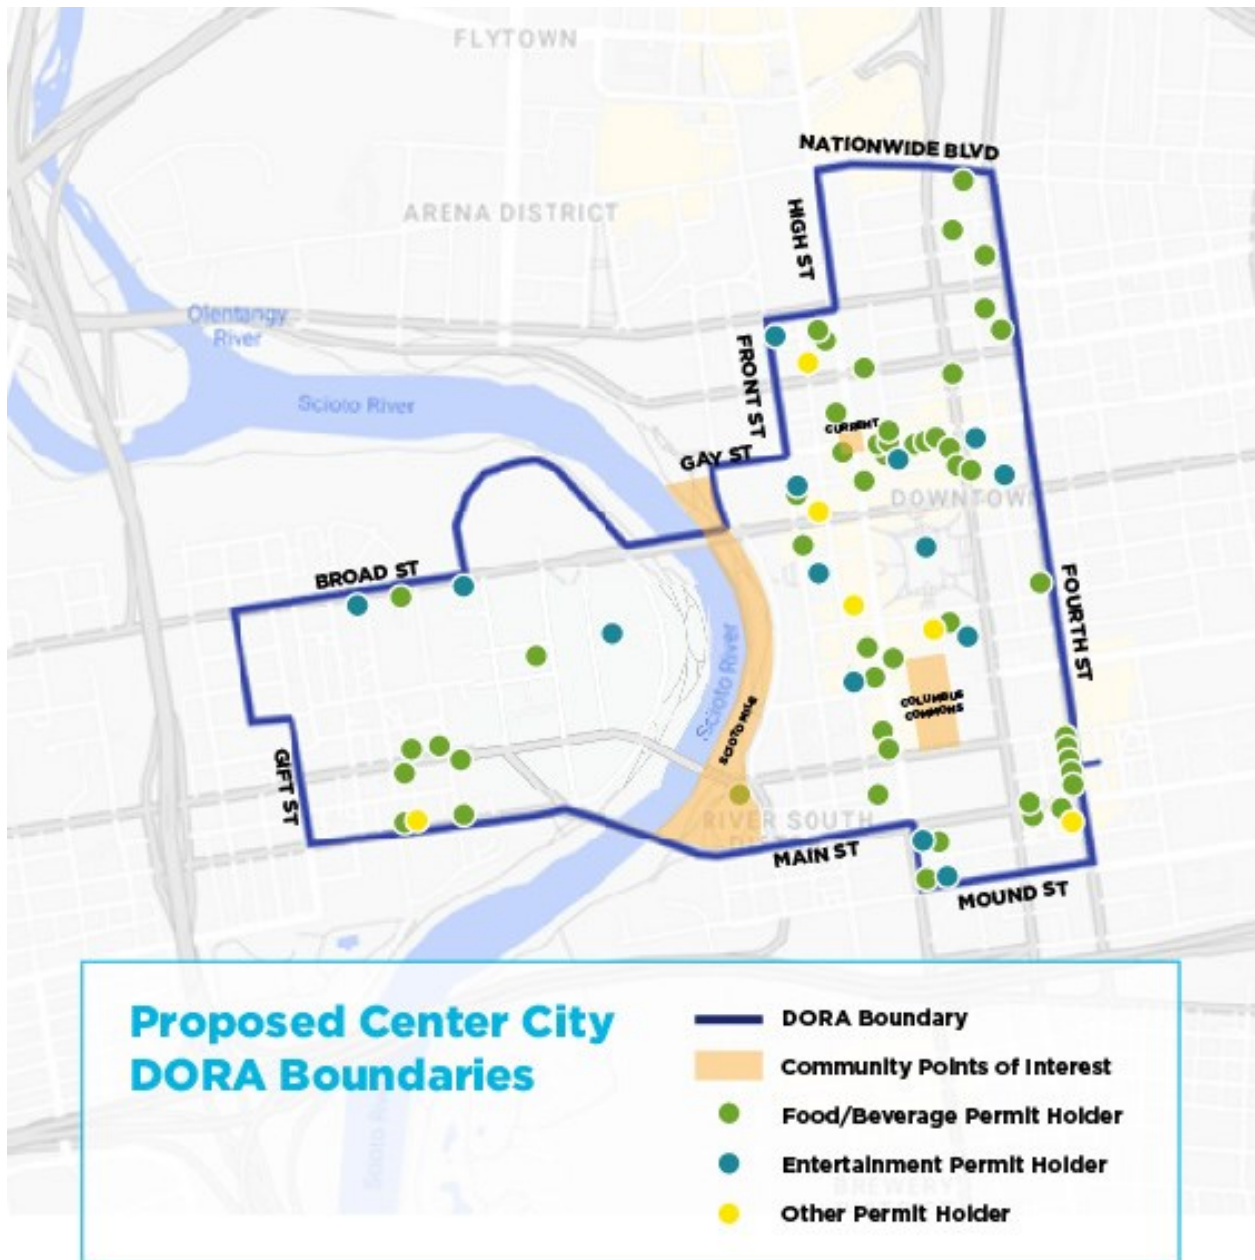 FLYTOWN
NATIONWIDE BLVD
ARENA DISTRICT
HIGH ST
Olentangy
River
FRONT ST
Scioto River
CURRENT
GAY ST
DOWNTOWN
BROAD ST
FOURTH ST
Scioto River
COLUMBUS
COMMONS
SCIOTO MILE
GIFT ST
RIVER SOUTH
MAIN ST
MOUND ST
Proposed Center City
DORA Boundaries
DORA Boundary
Community Points of Interest
Food/Beverage Permit Holder
Entertainment Permit Holder
Other Permit Holder
BREWERY